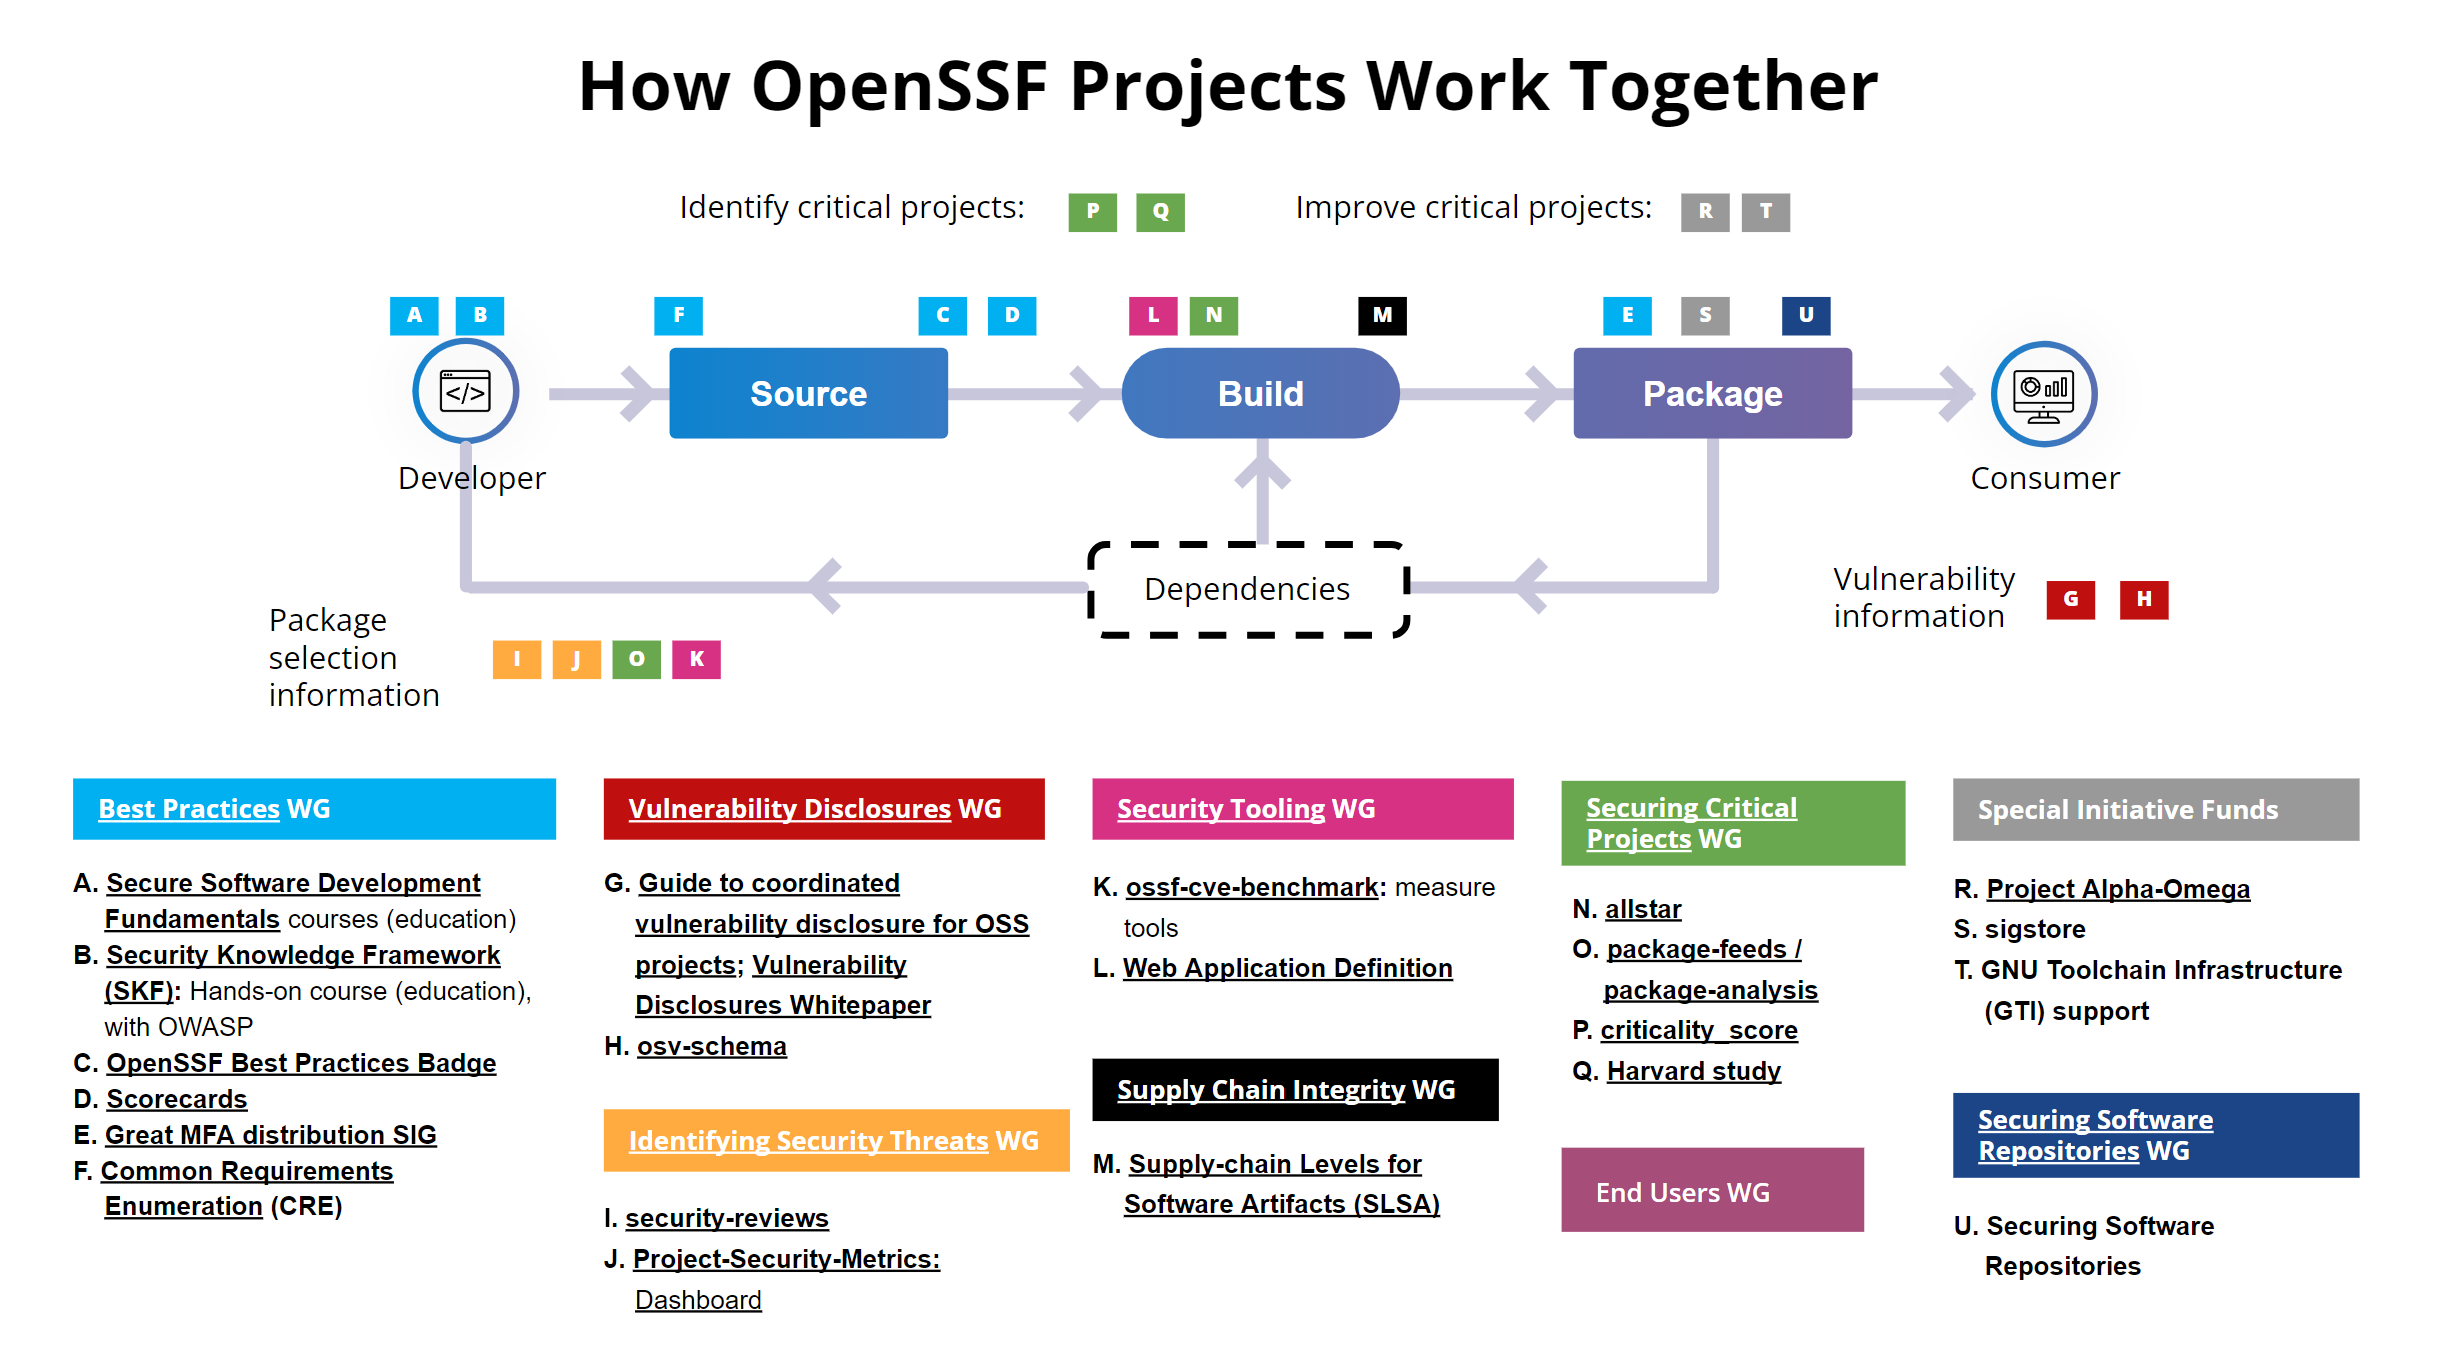 How OpenSSF Projects Work Together
Identify critical projects: P Q Improve critical projects: R T
A B F C D L N M E S U
</>
Source Build Package
Developer Consumer
Dependencies
Vulnerability
information G H
Package
selection
information
I J O K
Best Practices WG
A. Secure Software Development
Fundamentals courses (education)
B. Security Knowledge Framework
(SKF): Hands-on course (education),
with OWASP
C. OpenSSF Best Practices Badge
D. Scorecards
E. Great MFA distribution SIG
F. Common Requirements
Enumeration (CRE)
Vulnerability Disclosures WG
G. Guide to coordinated
vulnerability disclosure for OSS
projects; Vulnerability
Disclosures Whitepaper
H. osv-schema
Identifying Security Threats WG
I. security-reviews
J. Project-Security-Metrics:
Dashboard
Security Tooling WG
K. ossf-cve-benchmark: measure
tools
L. Web Application Definition
Supply Chain Integrity WG
M. Supply-chain Levels for
Software Artifacts (SLSA)
Securing Critical
Projects WG
N. allstar
O. package-feeds /
package-analysis
P. criticality_score
Q. Harvard study
End Users WG
Special Initiative Funds
R. Project Alpha-Omega
S. sigstore
T. GNU Toolchain Infrastructure
(GTI) support
Securing Software
Repositories WG
U. Securing Software
Repositories